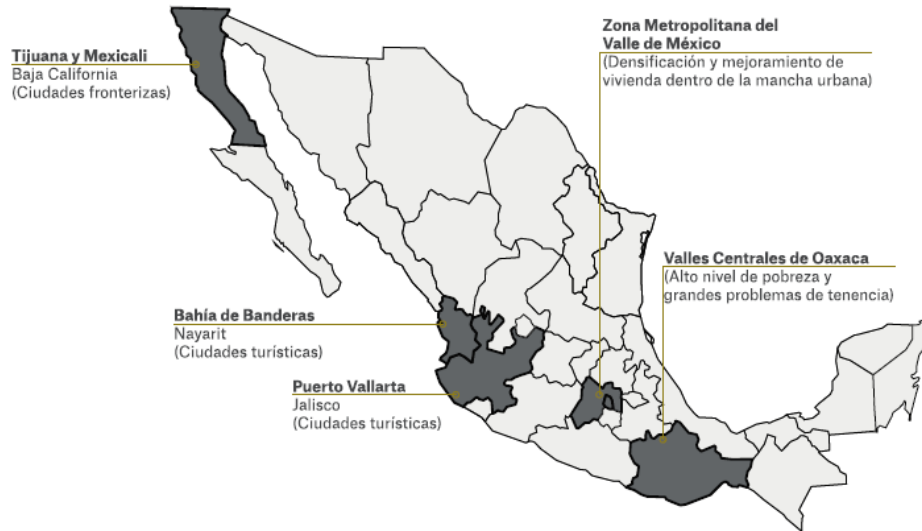 Tijuana y Mexicali
Baja California
(Ciudades fronterizas)
Zona Metropolitana del
Valle de México
(Densificación y mejoramiento de
vivienda dentro de la mancha urbana)
Valles Centrales de Oaxaca
(Alto nivel de pobreza y
grandes problemas de tenencia)
Bahía de Banderas
Nayarit
(Ciudades turísticas)
Puerto Vallarta
Jalisco
(Ciudades turísticas)